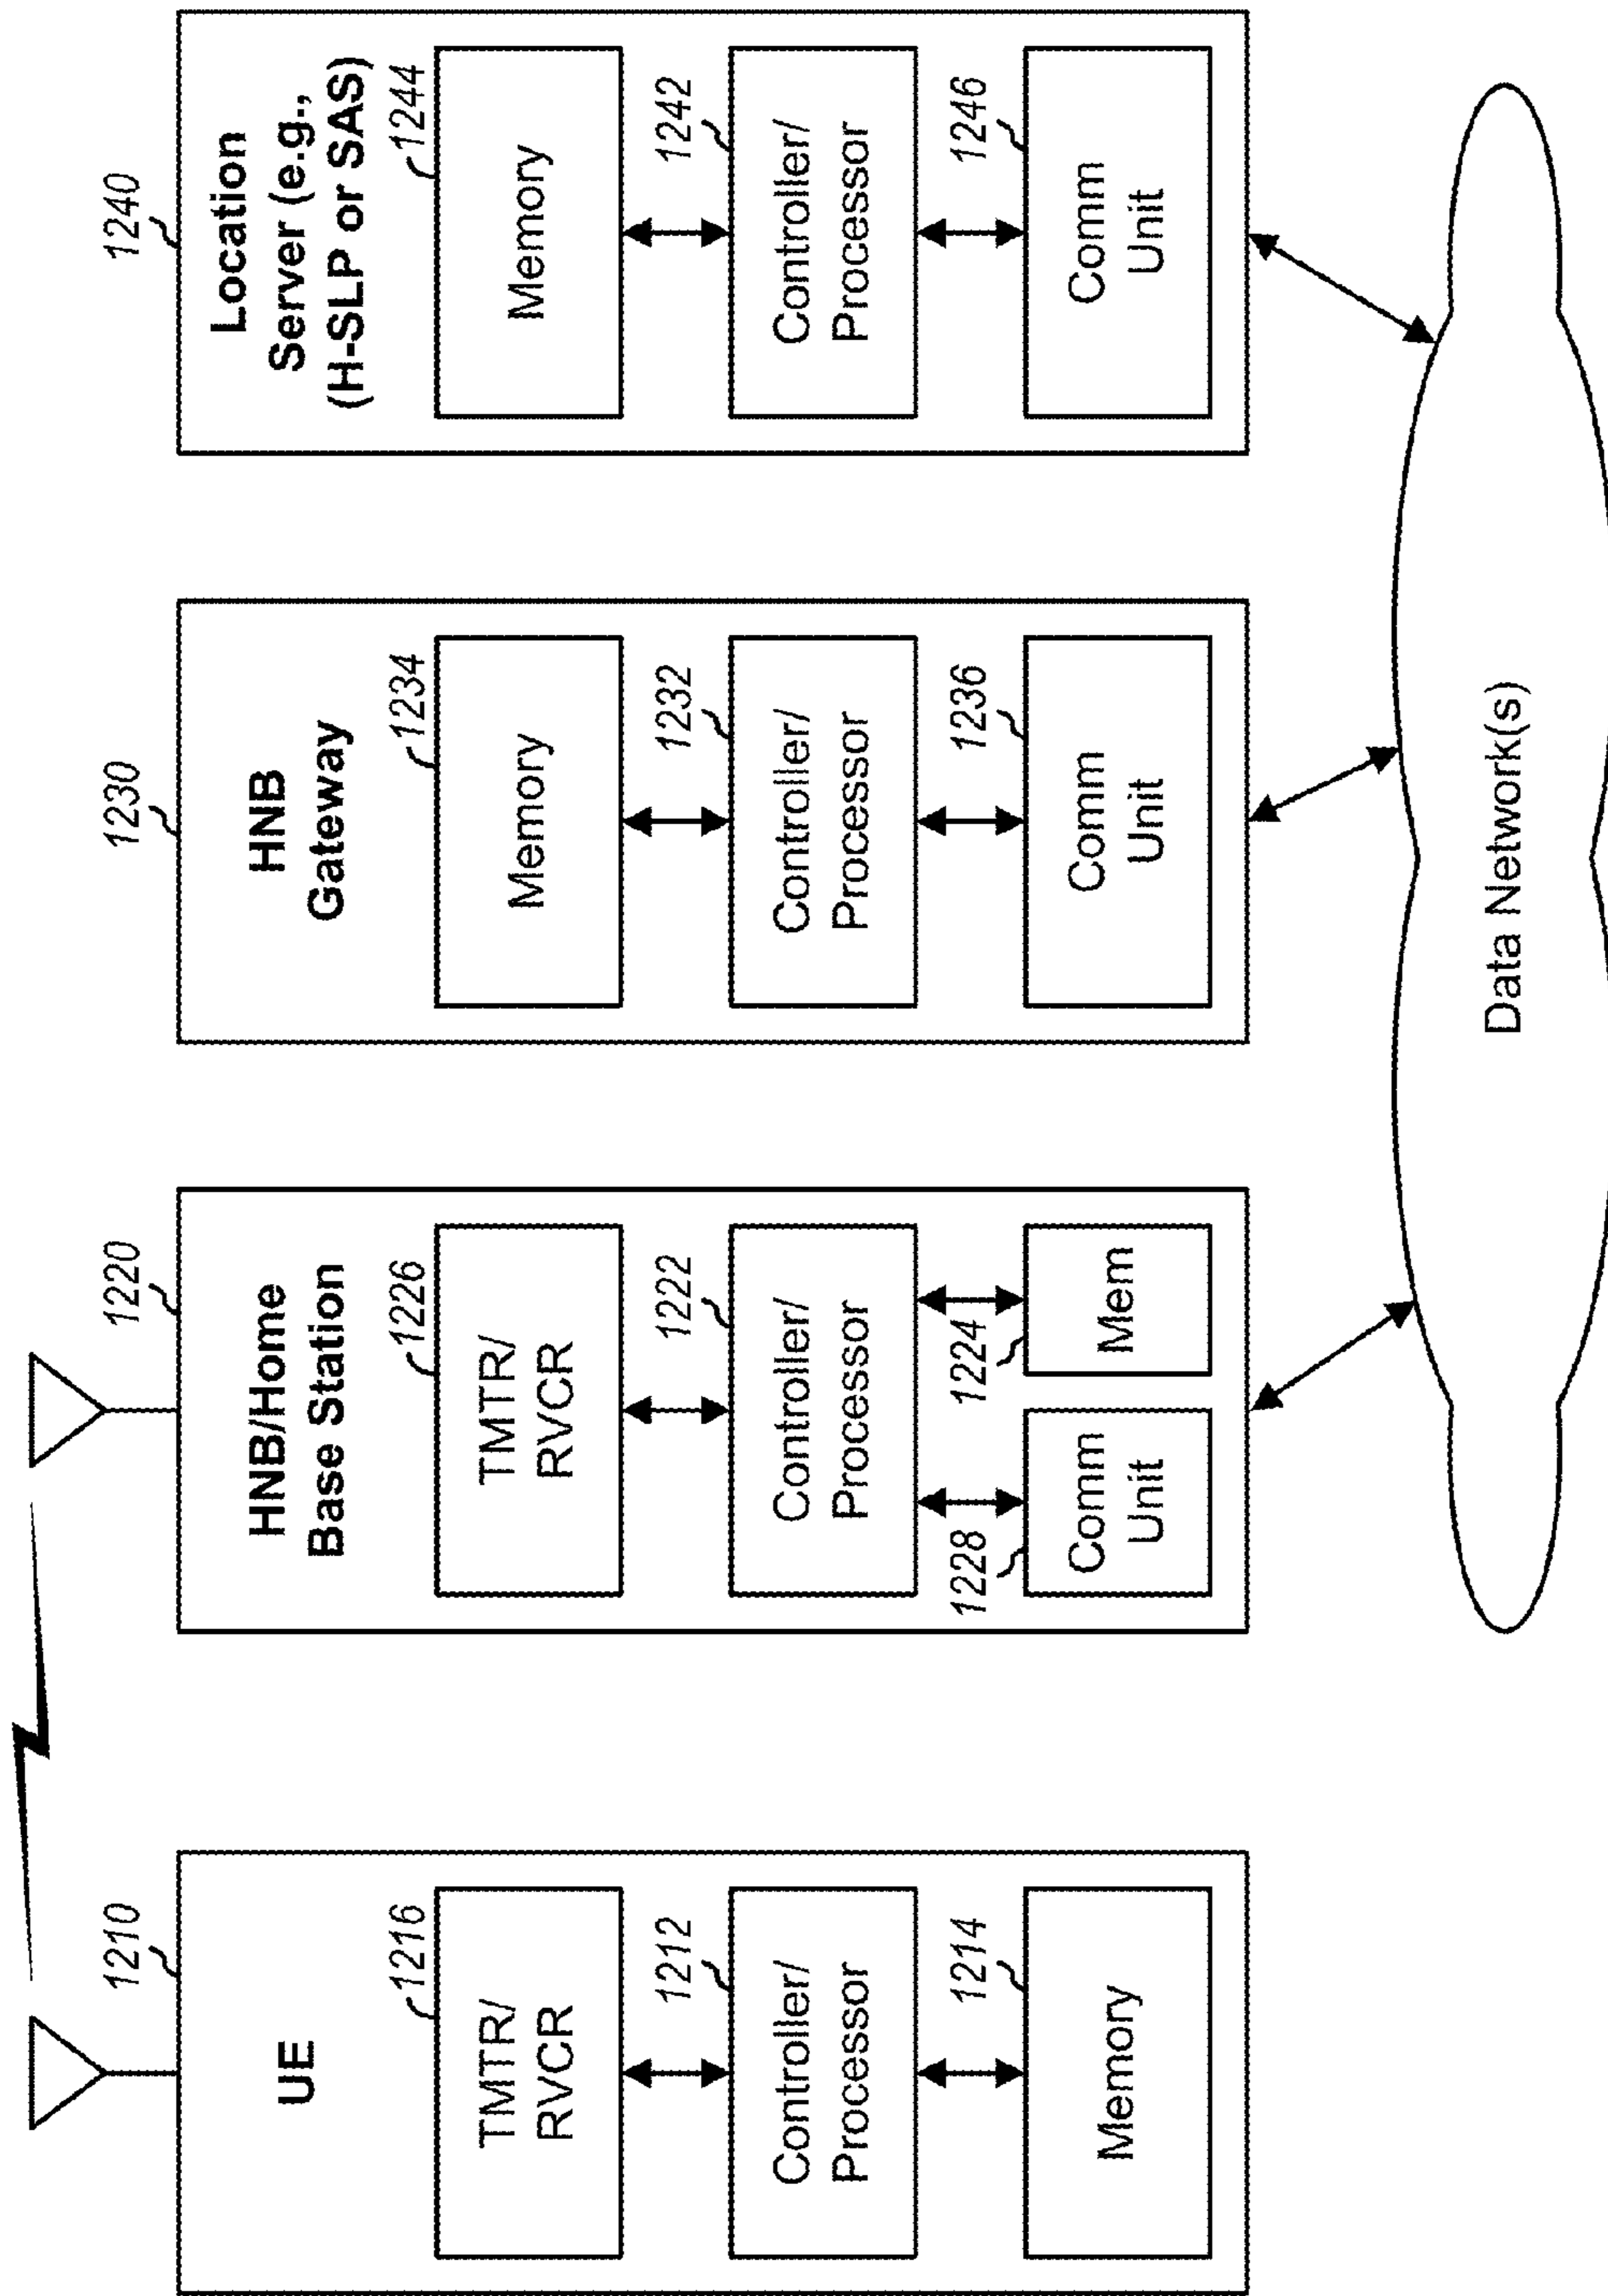 1210
UE
1216
TMTR/
RVCR
1212
Controller/
Processor
1214
Memory
1220
HNB/Home
Base Station
1226
TMTR/
RVCR
1222
Controller/
Processor
1228
Comm
Unit
1224
Mem
1230
HNB
Gateway
1234
Memory
1232
Controller/
Processor
1236
Comm
Unit
1240
Location
Server (e.g.,
(H-SLP or SAS)
1244
Memory
1242
Controller/
Processor
1246
Comm
Unit
Data Network(s)